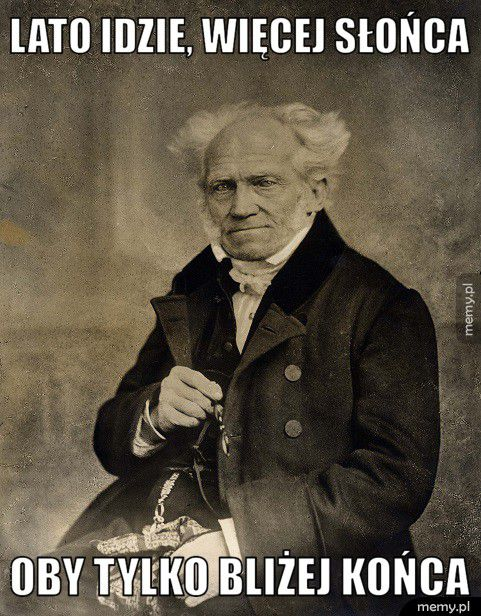 LATO IDZIE, WIĘCEJ SŁOŃCA
memy.pl
OBY TYLKO BLIŻEJ KOŃCA
memy.pl